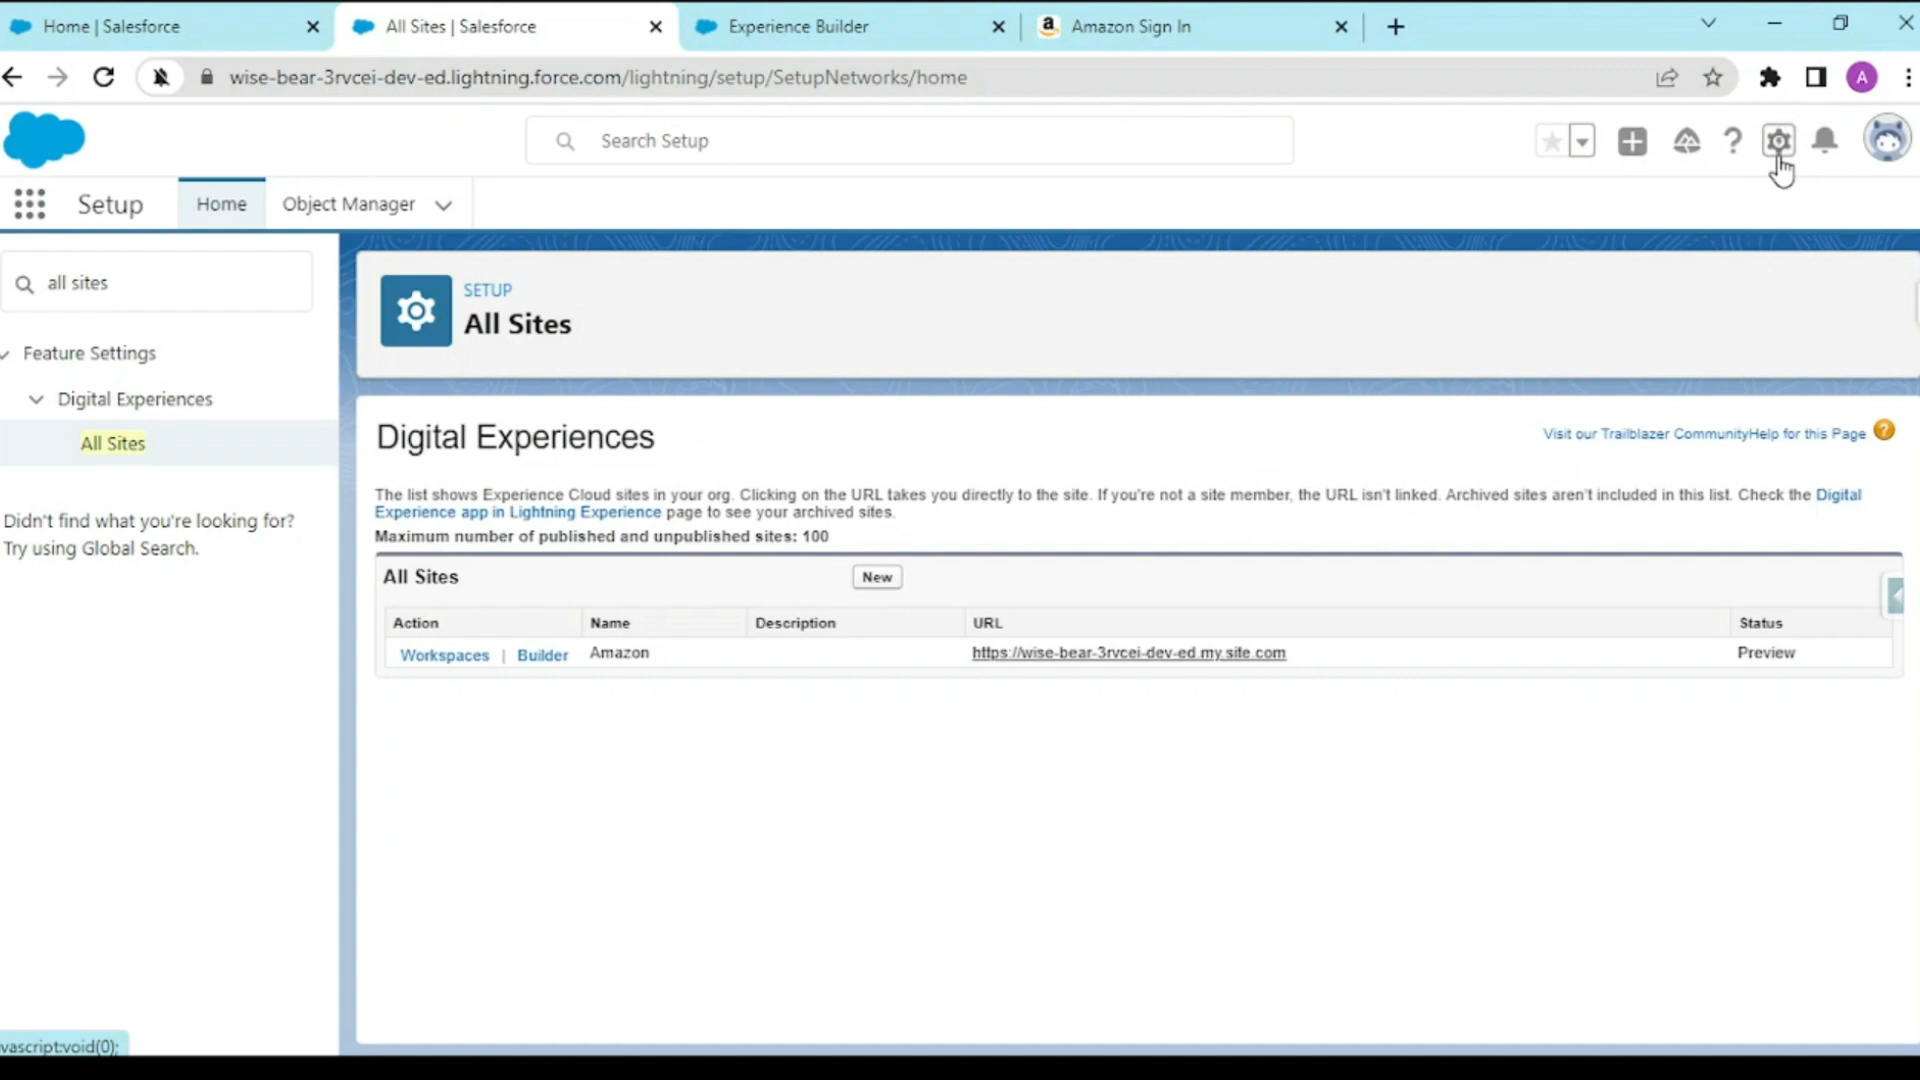 Home | Salesforce
All Sites | Salesforce
Experience Builder
a Amazon Sign In
wise-bear-3rvcei-dev-ed.lightning.force.com/lightning/setup/SetupNetworks/home
A
Search Setup
Setup
Home
Object Manager
all sites
Feature Settings
Digital Experiences
All Sites
Didn't find what you're looking for?
Try using Global Search.
SETUP
All Sites
Digital Experiences
Visit our Trailblazer CommunityHelp for this Page ?
The list shows Experience Cloud sites in your org. Clicking on the URL takes you directly to the site. If you're not a site member, the URL isn't linked. Archived sites aren't included in this list. Check the Digital
Experience app in Lightning Experience page to see your archived sites.
Maximum number of published and unpublished sites: 100
All Sites New
Action Name Description URL Status
Workspaces | Builder Amazon https://wise-bear-3rvcei-dev-ed.my.site.com Preview
vascript:void(0);